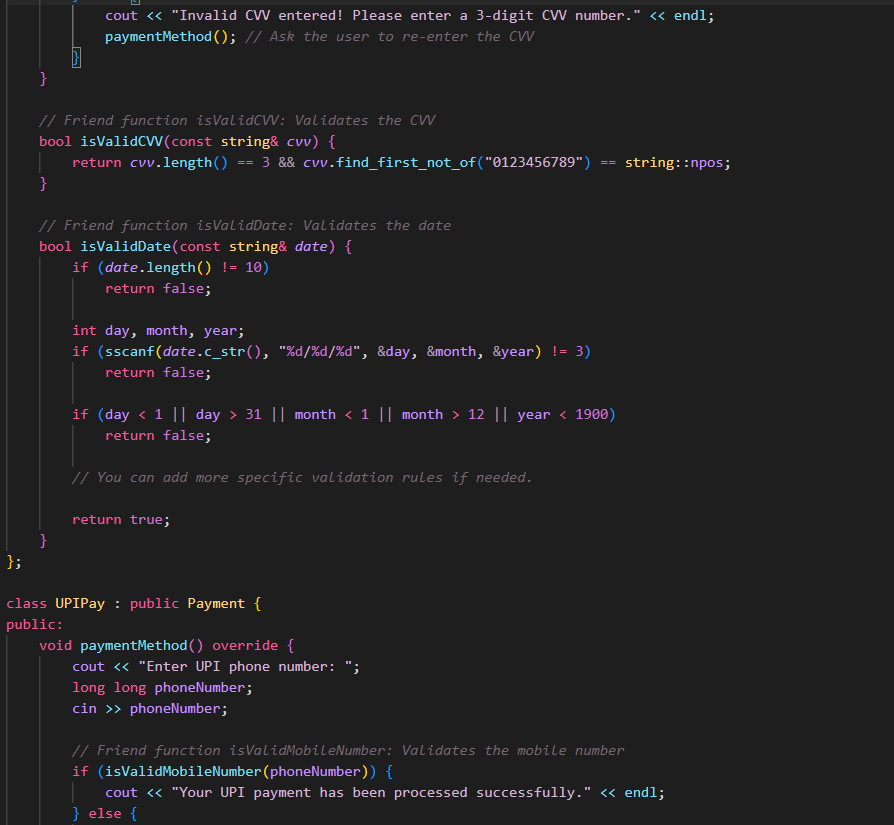 {
cout << "Invalid CVV entered! Please enter a 3-digit CVV number." << endl;
paymentMethod(); // Ask the user to re-enter the CVV
}
}
// Friend function isValidCVV: Validates the CVV
bool isValidCVV(const string& cvv) {
return cvv.length() == 3 && cvv.find_first_not_of("0123456789") == string::npos;
}
// Friend function isValidDate: Validates the date
bool isValidDate(const string& date) {
if (date.length() != 10)
return false;
int day, month, year;
if (sscanf(date.c_str(), "%d/%d/%d", &day, &month, &year) != 3)
return false;
if (day < 1 || day > 31 || month < 1 || month > 12 || year < 1900)
return false;
// You can add more specific validation rules if needed.
return true;
}
};
class UPIPay : public Payment {
public:
void paymentMethod() override {
cout << "Enter UPI phone number: ";
long long phoneNumber;
cin >> phoneNumber;
// Friend function isValidMobileNumber: Validates the mobile number
if (isValidMobileNumber(phoneNumber)) {
cout << "Your UPI payment has been processed successfully." << endl;
} else {